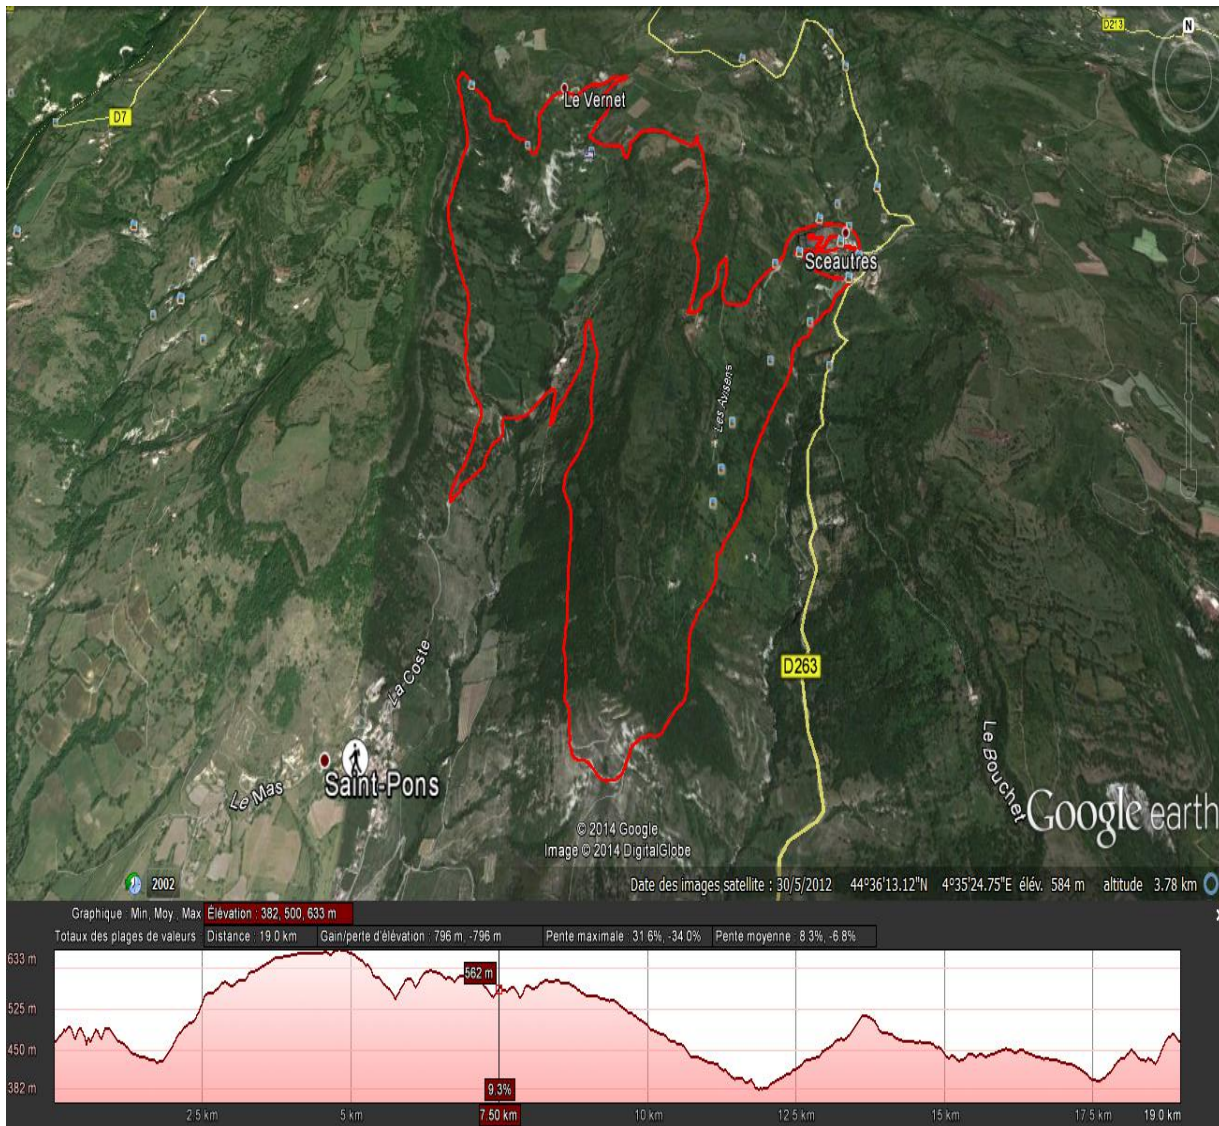 D213
N
Le Vernet
D7
Sceautres
Les Avisens
D263
La Coste
Le Bouchet
Saint-Pons
Le Mas
Google earth
© 2014 Google
Image © 2014 DigitalGlobe
2002
Date des images satellite : 30/5/2012 44°36'13.12"N 4°35'24.75"E élév. 584 m altitude 3.78 km
Graphique : Min, Moy., Max Élévation : 382, 500, 633 m
Totaux des plages de valeurs : Distance : 19.0 km Gain/perte d'élévation : 796 m, -796 m Pente maximale : 31.6%, -34.0% Pente moyenne : 8.3%, -6.8%
633 m
562 m
525 m
450 m
382 m
9.3%
2.5 km 5 km 7.50 km 10 km 12.5 km 15 km 17.5 km 19.0 km